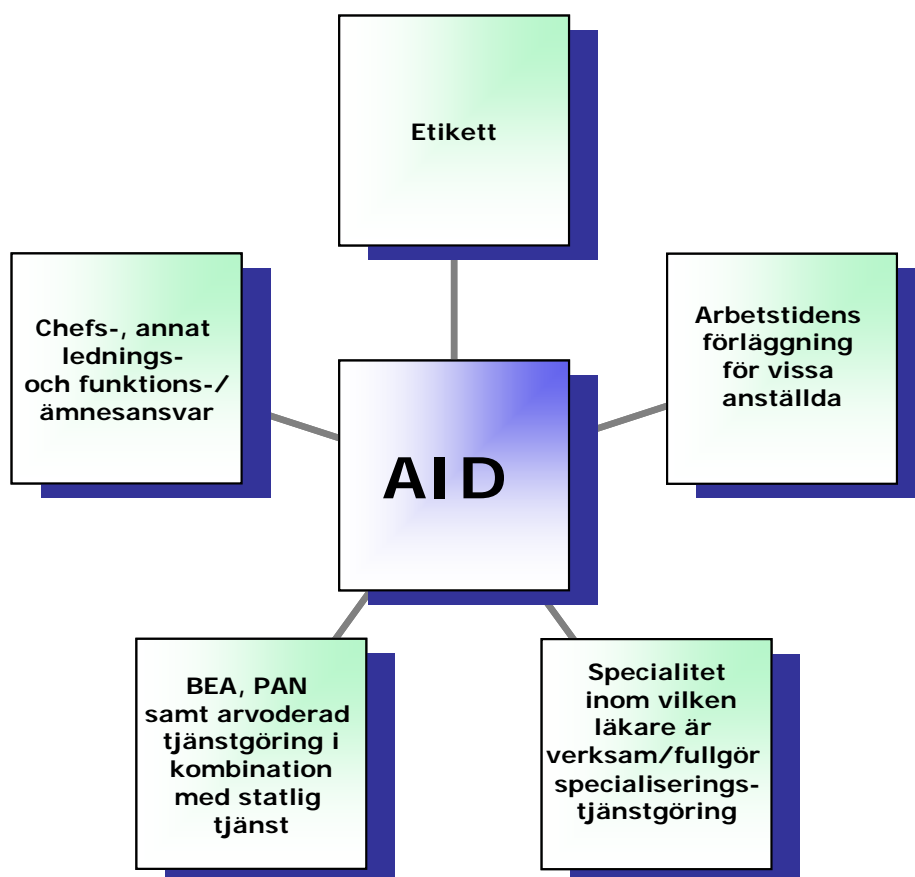 Etikett
Chefs-, annat
lednings-
och funktions-/
ämnesansvar
Arbetstidens
förläggning
för vissa
anställda
AID
BEA, PAN
samt arvoderad
tjänstgöring i
kombination
med statlig
tjänst
Specialitet
inom vilken
läkare är
verksam/fullgör
specialiserings-
tjänstgöring